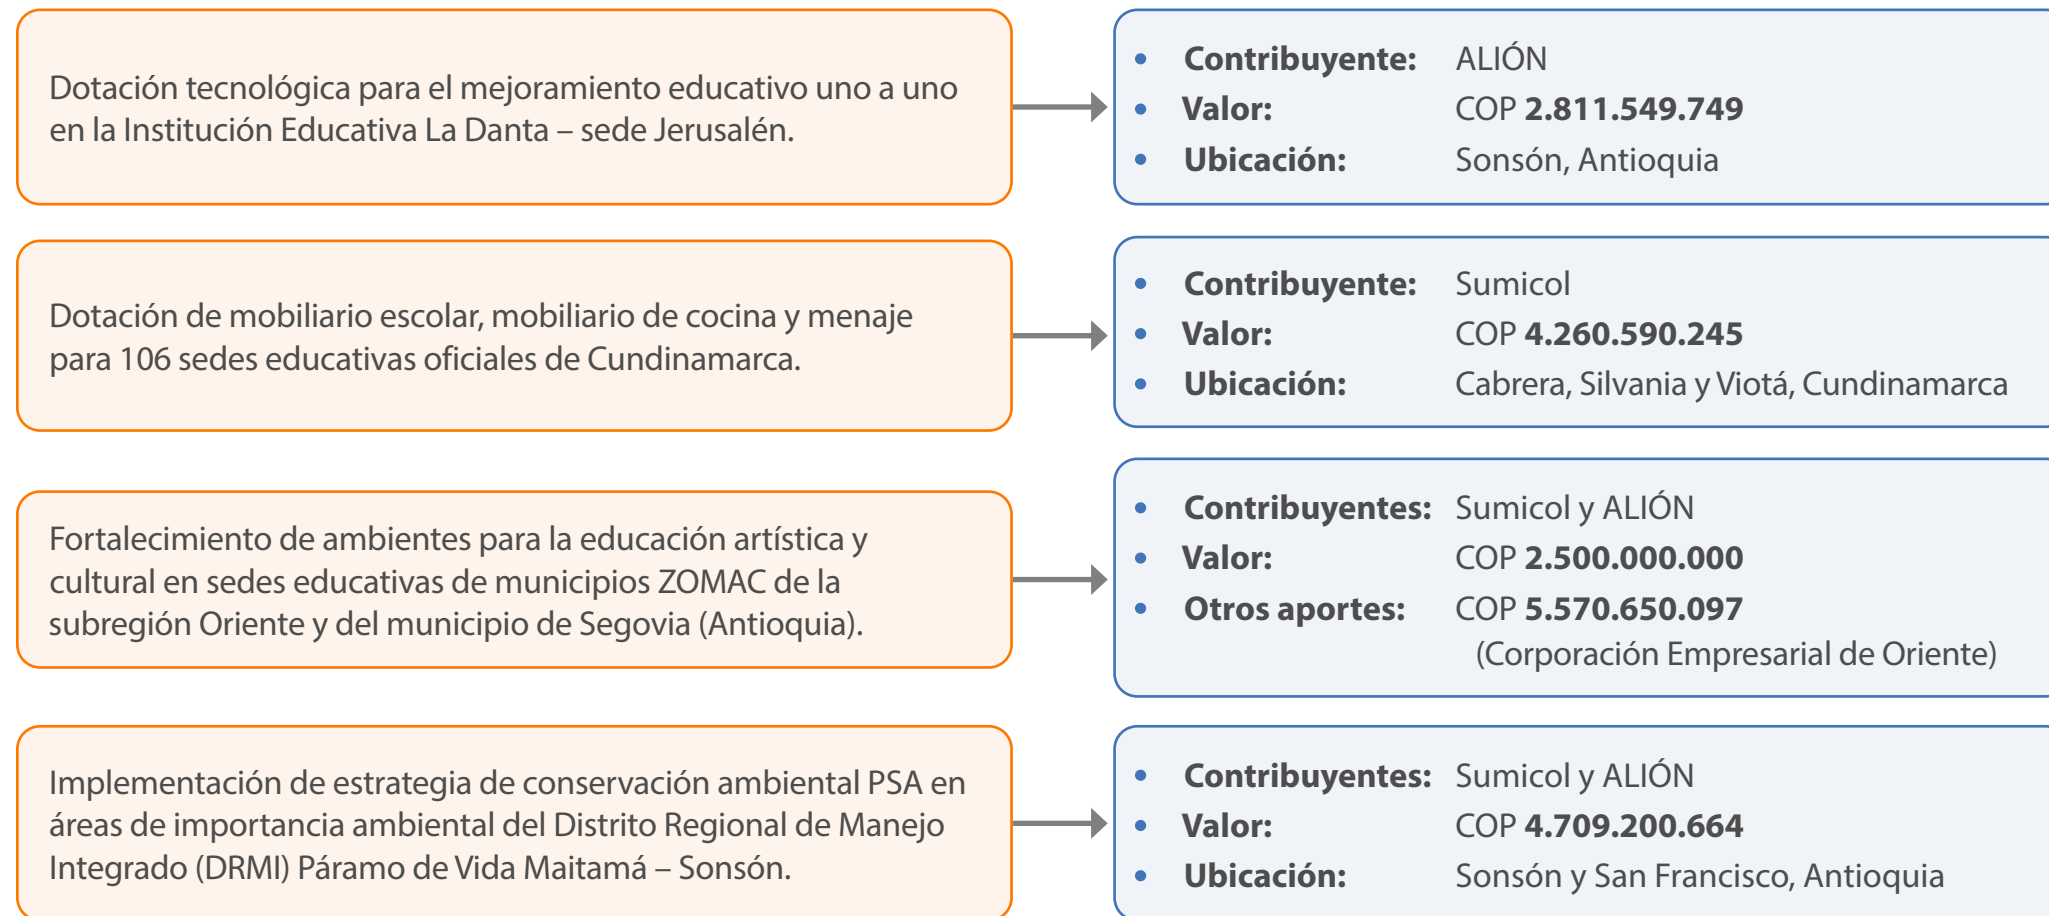 Dotación tecnológica para el mejoramiento educativo uno a uno
en la Institución Educativa La Danta – sede Jerusalén.
• Contribuyente: ALIÓN
• Valor: COP 2.811.549.749
• Ubicación: Sonsón, Antioquia
Dotación de mobiliario escolar, mobiliario de cocina y menaje
para 106 sedes educativas oficiales de Cundinamarca.
• Contribuyente: Sumicol
• Valor: COP 4.260.590.245
• Ubicación: Cabrera, Silvania y Viotá, Cundinamarca
Fortalecimiento de ambientes para la educación artística y
cultural en sedes educativas de municipios ZOMAC de la
subregión Oriente y del municipio de Segovia (Antioquia).
• Contribuyentes: Sumicol y ALIÓN
• Valor: COP 2.500.000.000
• Otros aportes: COP 5.570.650.097
(Corporación Empresarial de Oriente)
Implementación de estrategia de conservación ambiental PSA en
áreas de importancia ambiental del Distrito Regional de Manejo
Integrado (DRMI) Páramo de Vida Maitamá – Sonsón.
• Contribuyentes: Sumicol y ALIÓN
• Valor: COP 4.709.200.664
• Ubicación: Sonsón y San Francisco, Antioquia